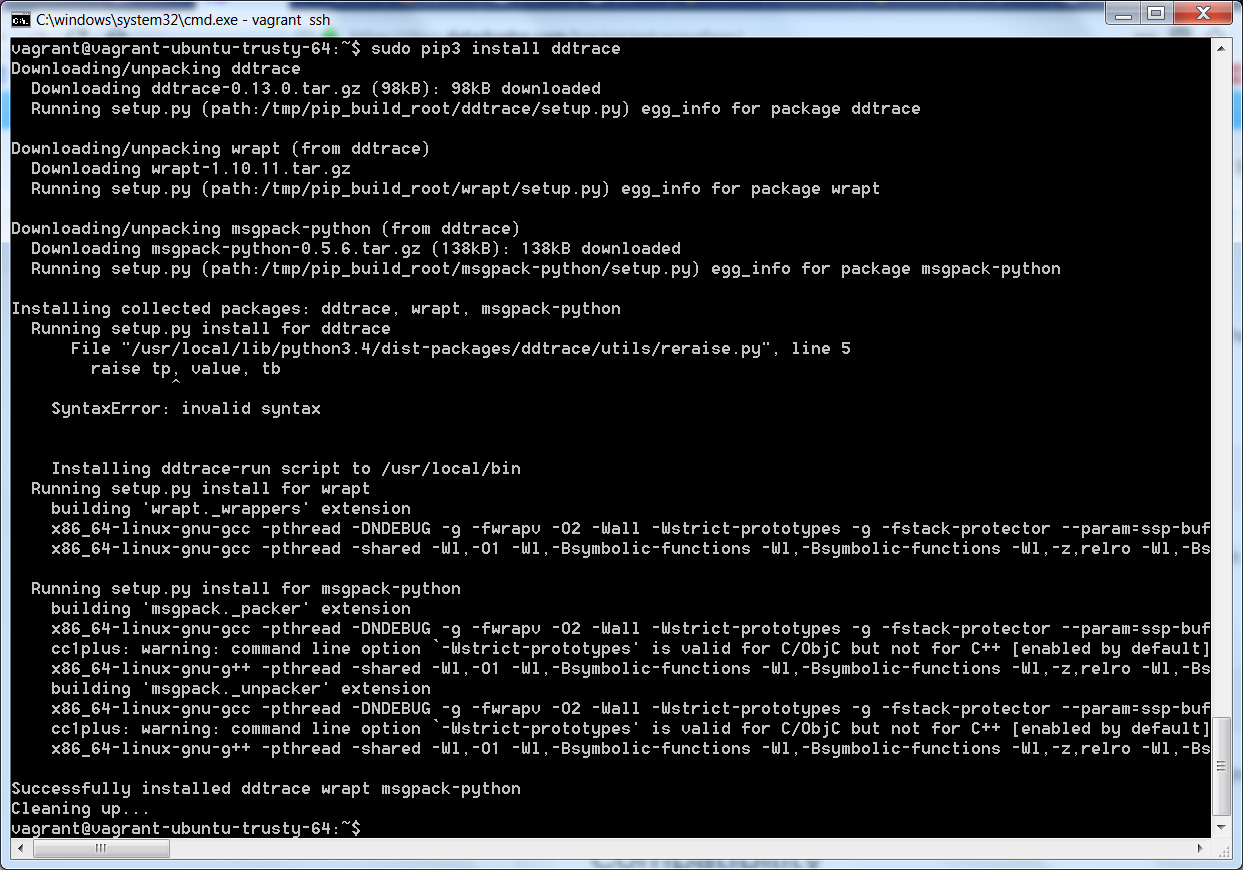 C:\windows\system32\cmd.exe - vagrant ssh
vagrant@vagrant-ubuntu-trusty-64:~$ sudo pip3 install ddtrace
Downloading/unpacking ddtrace
  Downloading ddtrace-0.13.0.tar.gz (98kB): 98kB downloaded
  Running setup.py (path:/tmp/pip_build_root/ddtrace/setup.py) egg_info for package ddtrace
Downloading/unpacking wrapt (from ddtrace)
  Downloading wrapt-1.10.11.tar.gz
  Running setup.py (path:/tmp/pip_build_root/wrapt/setup.py) egg_info for package wrapt
Downloading/unpacking msgpack-python (from ddtrace)
  Downloading msgpack-python-0.5.6.tar.gz (138kB): 138kB downloaded
  Running setup.py (path:/tmp/pip_build_root/msgpack-python/setup.py) egg_info for package msgpack-python
Installing collected packages: ddtrace, wrapt, msgpack-python
  Running setup.py install for ddtrace
      File "/usr/local/lib/python3.4/dist-packages/ddtrace/utils/reraise.py", line 5
        raise tp, value, tb
                ^
    SyntaxError: invalid syntax
    Installing ddtrace-run script to /usr/local/bin
  Running setup.py install for wrapt
    building 'wrapt._wrappers' extension
    x86_64-linux-gnu-gcc -pthread -DNDEBUG -g -fwrapv -O2 -Wall -Wstrict-prototypes -g -fstack-protector --param=ssp-buf
    x86_64-linux-gnu-gcc -pthread -shared -Wl,-O1 -Wl,-Bsymbolic-functions -Wl,-Bsymbolic-functions -Wl,-z,relro -Wl,-Bs
  Running setup.py install for msgpack-python
    building 'msgpack._packer' extension
    x86_64-linux-gnu-gcc -pthread -DNDEBUG -g -fwrapv -O2 -Wall -Wstrict-prototypes -g -fstack-protector --param=ssp-buf
    cc1plus: warning: command line option `-Wstrict-prototypes' is valid for C/ObjC but not for C++ [enabled by default]
    x86_64-linux-gnu-g++ -pthread -shared -Wl,-O1 -Wl,-Bsymbolic-functions -Wl,-Bsymbolic-functions -Wl,-z,relro -Wl,-Bs
    building 'msgpack._unpacker' extension
    x86_64-linux-gnu-gcc -pthread -DNDEBUG -g -fwrapv -O2 -Wall -Wstrict-prototypes -g -fstack-protector --param=ssp-buf
    cc1plus: warning: command line option `-Wstrict-prototypes' is valid for C/ObjC but not for C++ [enabled by default]
    x86_64-linux-gnu-g++ -pthread -shared -Wl,-O1 -Wl,-Bsymbolic-functions -Wl,-Bsymbolic-functions -Wl,-z,relro -Wl,-Bs
Successfully installed ddtrace wrapt msgpack-python
Cleaning up...
vagrant@vagrant-ubuntu-trusty-64:~$